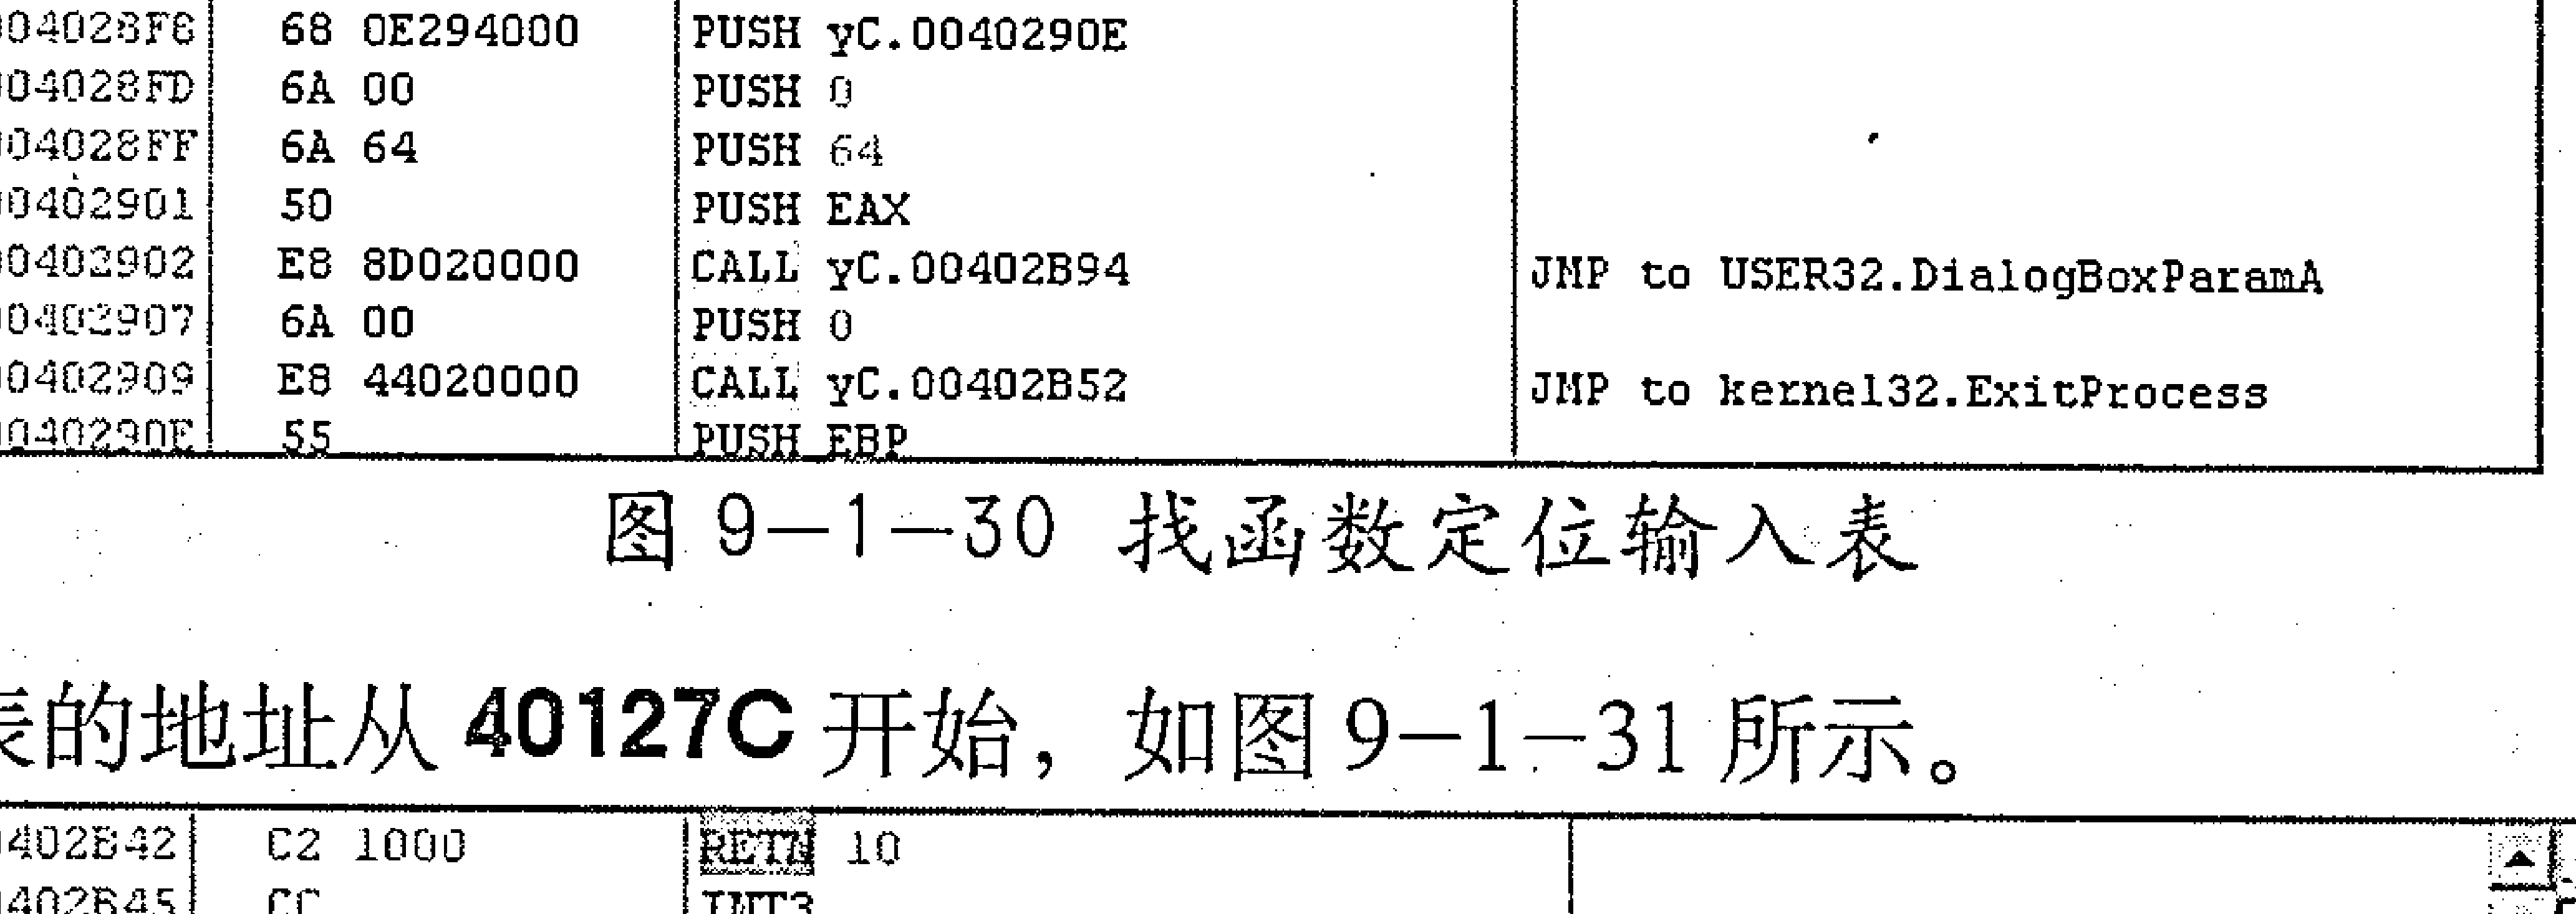 004028F8 68 0E294000 PUSH yC.0040290E
004028FD 6A 00 PUSH 0
004028FF 6A 64 PUSH 64
00402901 50 PUSH EAX
00402902 E8 8D020000 CALL yC.00402B94 JMP to USER32.DialogBoxParamA
00402907 6A 00 PUSH 0
00402909 E8 44020000 CALL yC.00402B52 JMP to kernel32.ExitProcess
0040290E 55 PUSH EBP
图 9-1-30 找函数定位输入表
表的地址从 40127C 开始，如图 9-1-31 所示。
402B42 C2 1000 RETN 10
402B45 CC INT3